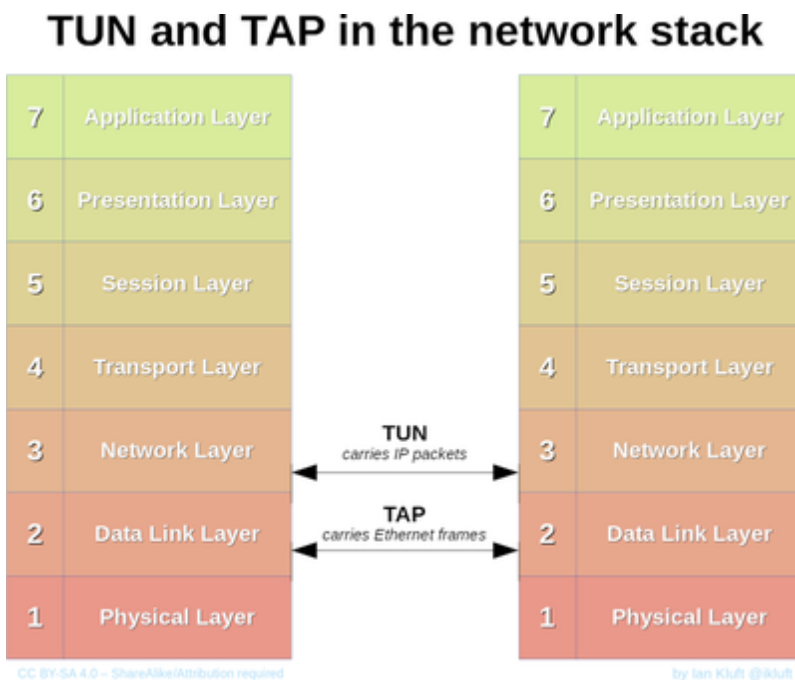 TUN and TAP in the network stack
7 Application Layer
6 Presentation Layer
5 Session Layer
4 Transport Layer
3 Network Layer
2 Data Link Layer
1 Physical Layer
TUN
carries IP packets
TAP
carries Ethernet frames
7 Application Layer
6 Presentation Layer
5 Session Layer
4 Transport Layer
3 Network Layer
2 Data Link Layer
1 Physical Layer
CC BY-SA 4.0 – ShareAlike/Attribution required
by Ian Kluft @ikluft